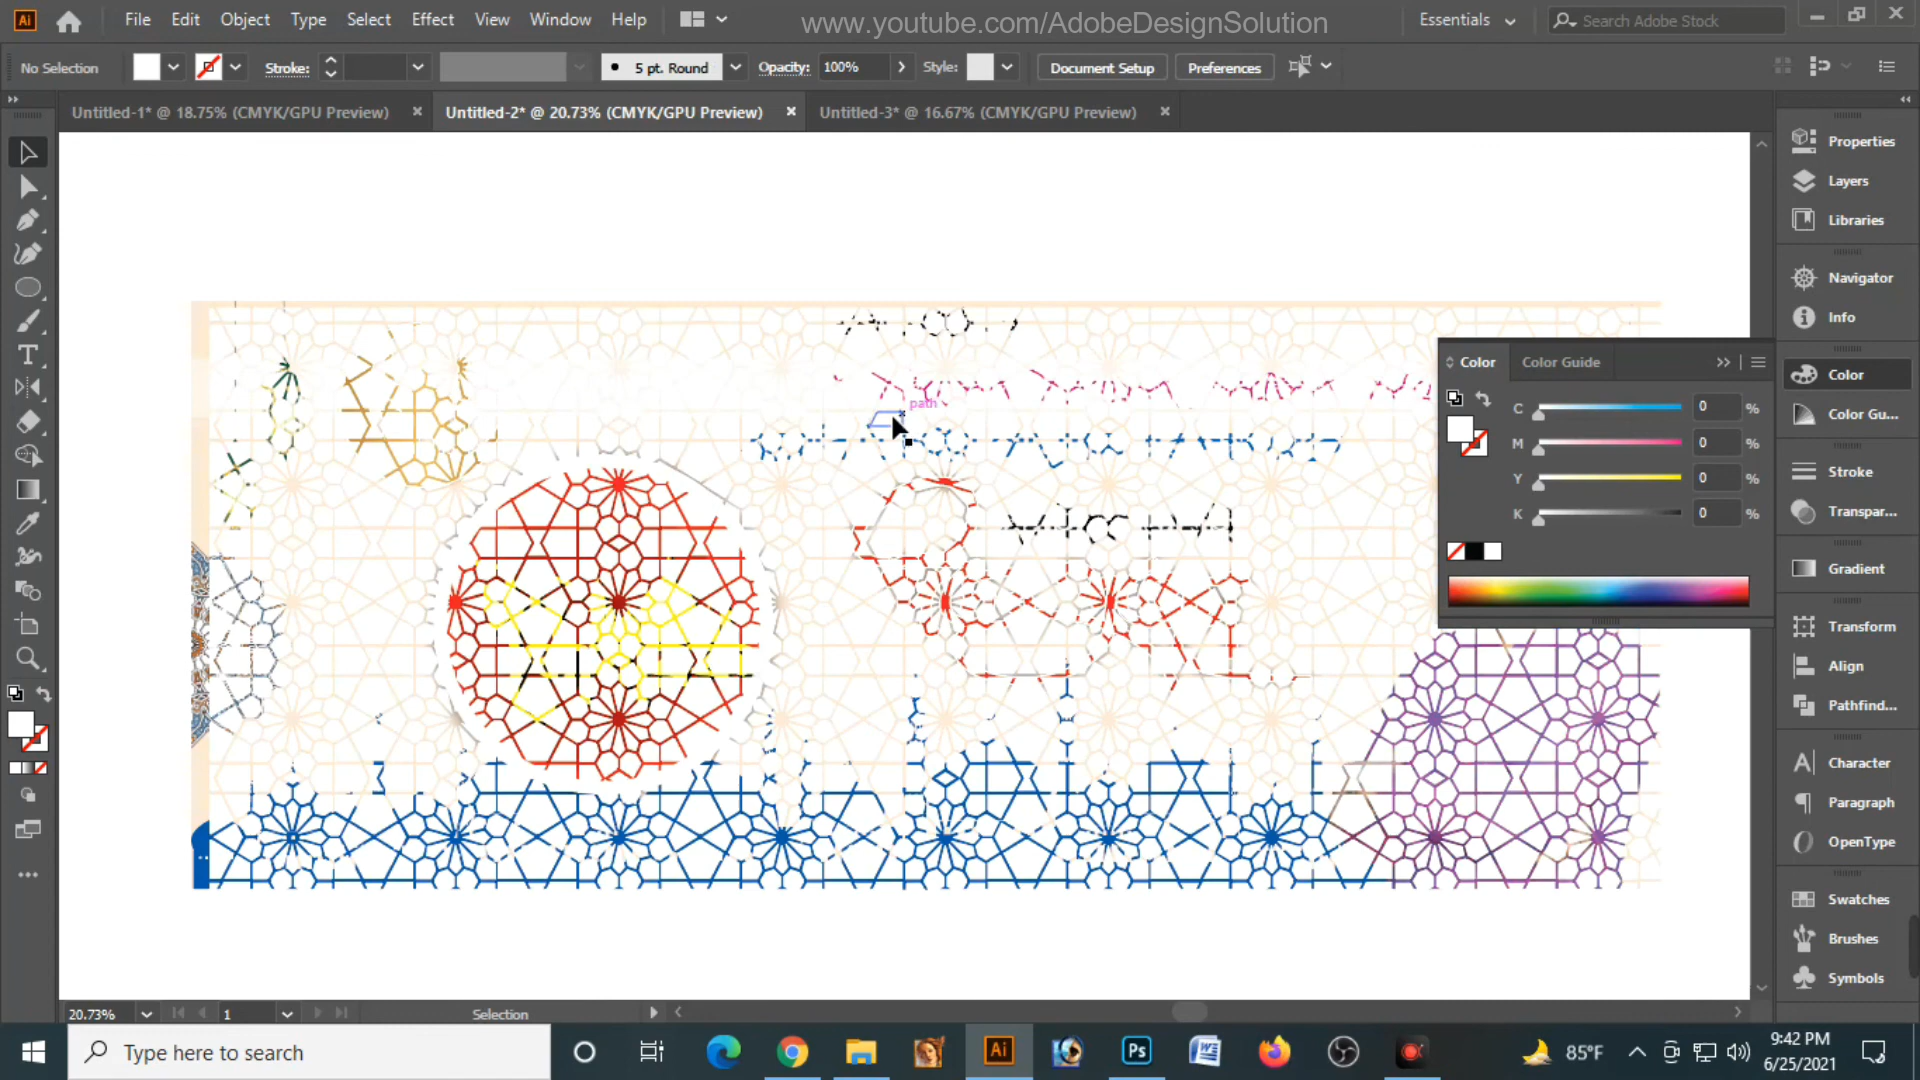 Ai File Edit Object Type Select Effect View Window Help www.youtube.com/AdobeDesignSolution Essentials Search Adobe Stock
No Selection Stroke: 5 pt. Round Opacity: 100% Style: Document Setup Preferences
Untitled-1* @ 18.75% (CMYK/GPU Preview) Untitled-2* @ 20.73% (CMYK/GPU Preview) Untitled-3* @ 16.67% (CMYK/GPU Preview)
Properties
Layers
Libraries
Navigator
Info
Color
Color Gu...
Stroke
Transpar...
Gradient
Transform
Align
Pathfind...
Character
Paragraph
OpenType
Swatches
Brushes
Symbols
Color Color Guide
C 0 %
M 0 %
Y 0 %
K 0 %
path
20.73% 1 Selection
Type here to search Ai Ps 85°F 9:42 PM
6/25/2021